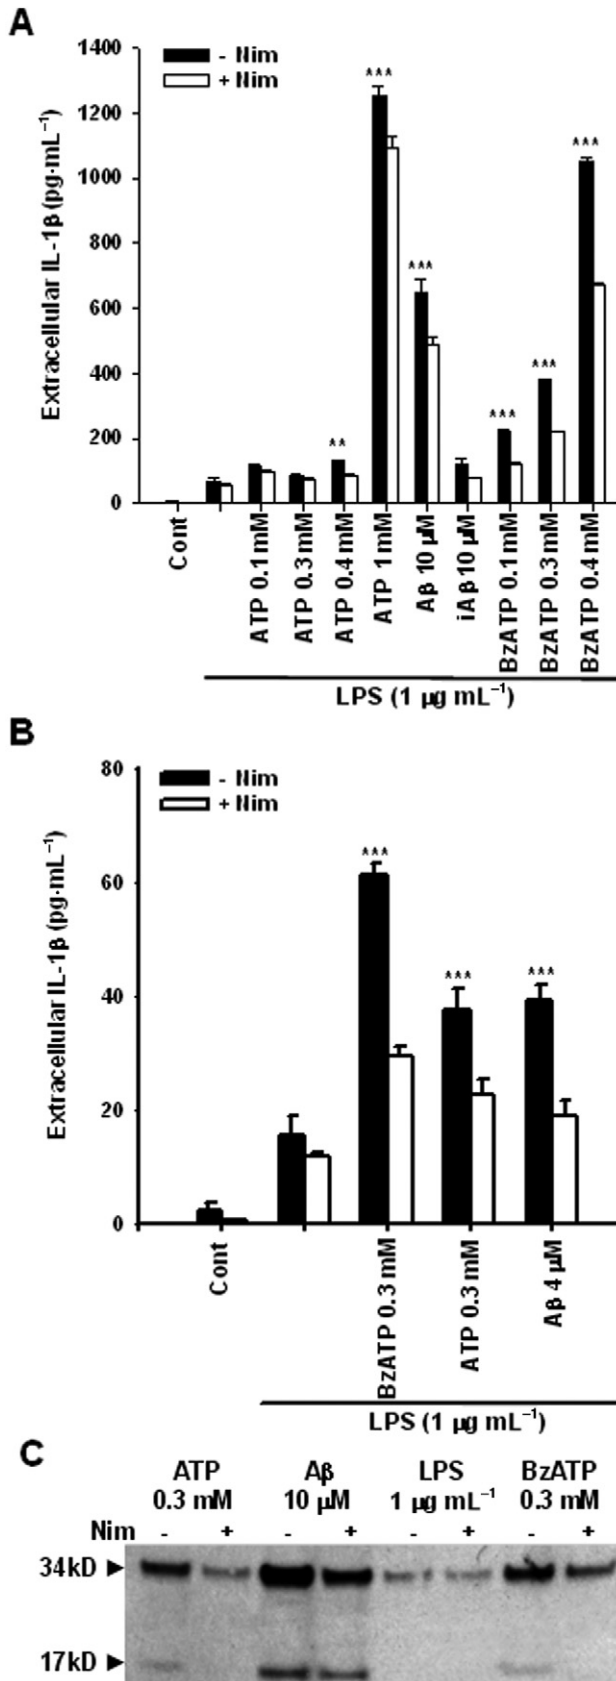 A
Extracellular IL-1β (pg·mL⁻¹)
1400
1200
1000
800
600
400
200
0
- Nim
+ Nim
**
***
***
***
***
***
Cont
ATP 0.1 mM
ATP 0.3 mM
ATP 0.4 mM
ATP 1 mM
Aβ 10 µM
iAβ 10 µM
BzATP 0.1 mM
BzATP 0.3 mM
BzATP 0.4 mM
LPS (1 µg mL⁻¹)
B
Extracellular IL-1β (pg·mL⁻¹)
80
60
40
20
0
- Nim
+ Nim
***
***
***
Cont
BzATP 0.3 mM
ATP 0.3 mM
Aβ 4 µM
LPS (1 µg mL⁻¹)
C
ATP Aβ LPS BzATP
0.3 mM 10 µM 1 µg mL⁻¹ 0.3 mM
Nim - + - + - + - +
34kD
17kD